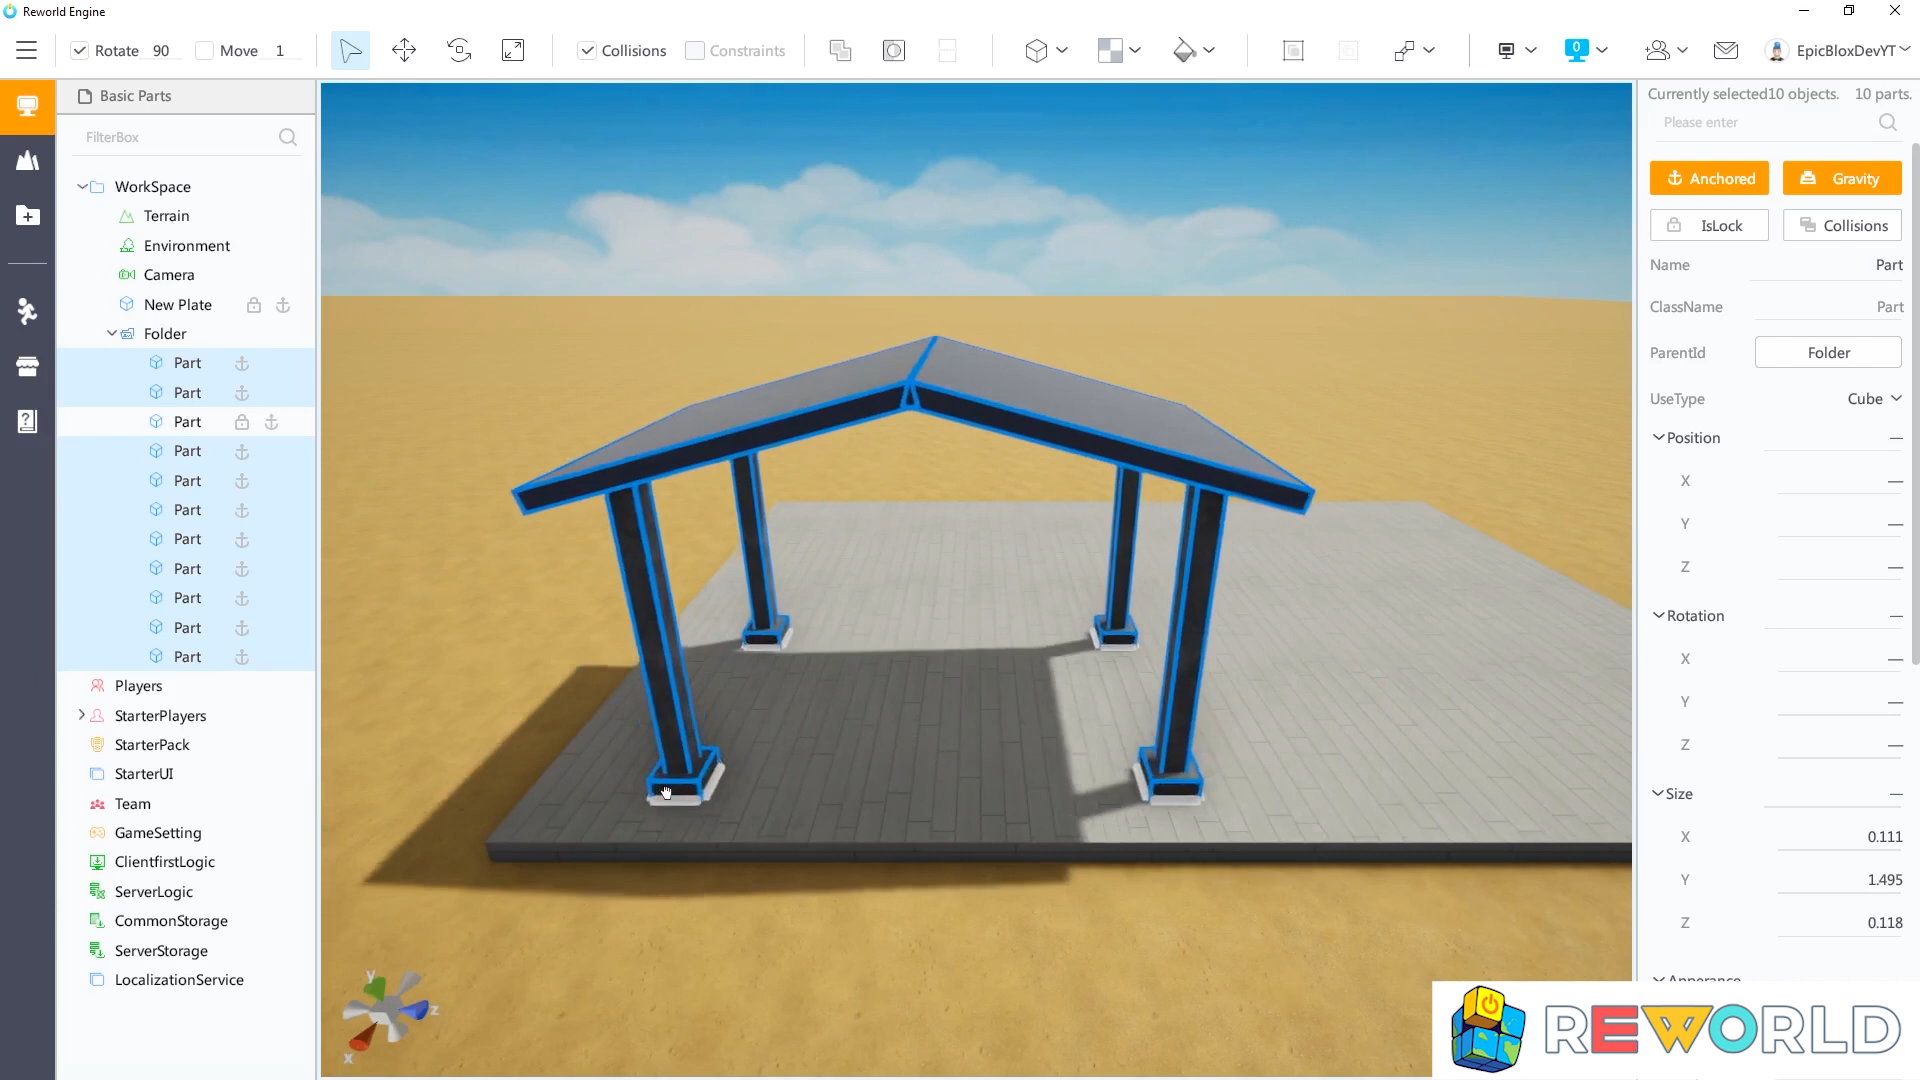 Reworld Engine
Rotate 90 Move 1 Collisions Constraints 0 EpicBloxDevYT
Basic Parts
FilterBox
WorkSpace
Terrain
Environment
Camera
New Plate
Folder
Part
Part
Part
Part
Part
Part
Part
Part
Part
Part
Part
Players
StarterPlayers
StarterPack
StarterUI
Team
GameSetting
ClientfirstLogic
ServerLogic
CommonStorage
ServerStorage
LocalizationService
y
z
x
Currently selected10 objects. 10 parts.
Please enter
Anchored Gravity
IsLock Collisions
Name Part
ClassName Part
ParentId Folder
UseType Cube
Position —
X —
Y —
Z —
Rotation —
X —
Y —
Z —
Size —
X 0.111
Y 1.495
Z 0.118
Apperance
REWORLD